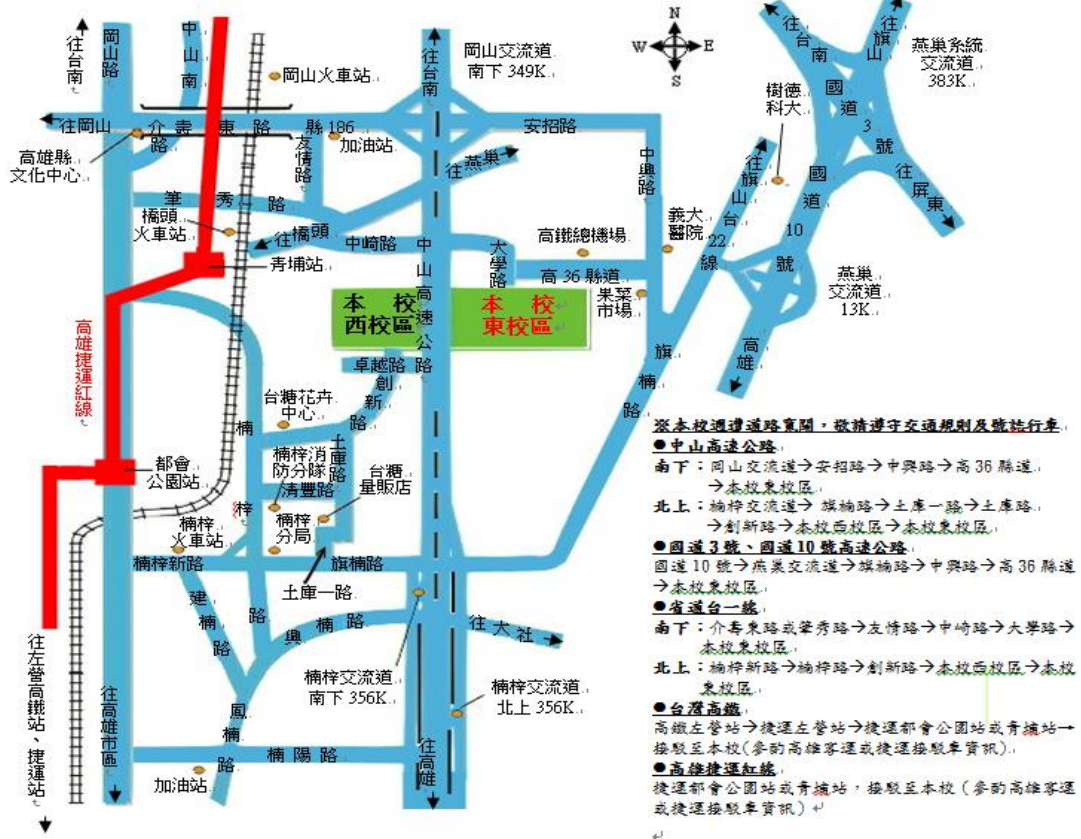 往台南
岡山路
中山南路
岡山火車站
往台南
岡山交流道
南下 349K
N
W
E
S
往台南
往旗山
燕巢系統
交流道
383K
樹德
科大
往岡山
介壽東路
縣 186
友情路
加油站
安招路
國道 3 號
高雄縣
文化中心
往燕巢
中興路
往旗山
往屏東
筆秀路
橋頭
火車站
往橋頭
中崎路
中山高速公路
大學路
高鐵總機場
義大
醫院
台 22 線
國道 10 號
青埔站
高 36 縣道
果菜
市場
燕巢
交流道
13K
本校
西校區
本校
東校區
高雄捷運紅線
卓越路
創新路
旗楠路
高雄
台糖花卉
中心
楠梓路
楠梓消
防分隊
土庫路
台糖
量販店
清豐路
都會
公園站
楠梓
火車站
楠梓
分局
楠梓新路
旗楠路
土庫一路
建楠路
興楠路
往大社
楠梓交流道
南下 356K
楠梓交流道
北上 356K
往左營高鐵站、捷運站
往高雄市區
鳳楠路
楠陽路
往高雄
加油站
※本校週遭道路寬闊，敬請遵守交通規則及號誌行車
●中山高速公路
南下：岡山交流道→安招路→中興路→高 36 縣道
→本校東校區
北上：楠梓交流道→ 旗楠路→土庫一路→土庫路
→創新路→本校西校區→本校東校區
●國道 3 號、國道 10 號高速公路
國道 10 號→燕巢交流道→旗楠路→中興路→高 36 縣道
→本校東校區
●省道台一線
南下：介壽東路或筆秀路→友情路→中崎路→大學路→
本校東校區
北上：楠梓新路→楠梓路→創新路→本校西校區→本校
東校區
●台灣高鐵
高鐵左營站→捷運左營站→捷運都會公園站或青埔站→
接駁至本校(參酌高雄客運或捷運接駁車資訊)
●高雄捷運紅線
捷運都會公園站或青埔站，接駁至本校（參酌高雄客運
或捷運接駁車資訊）